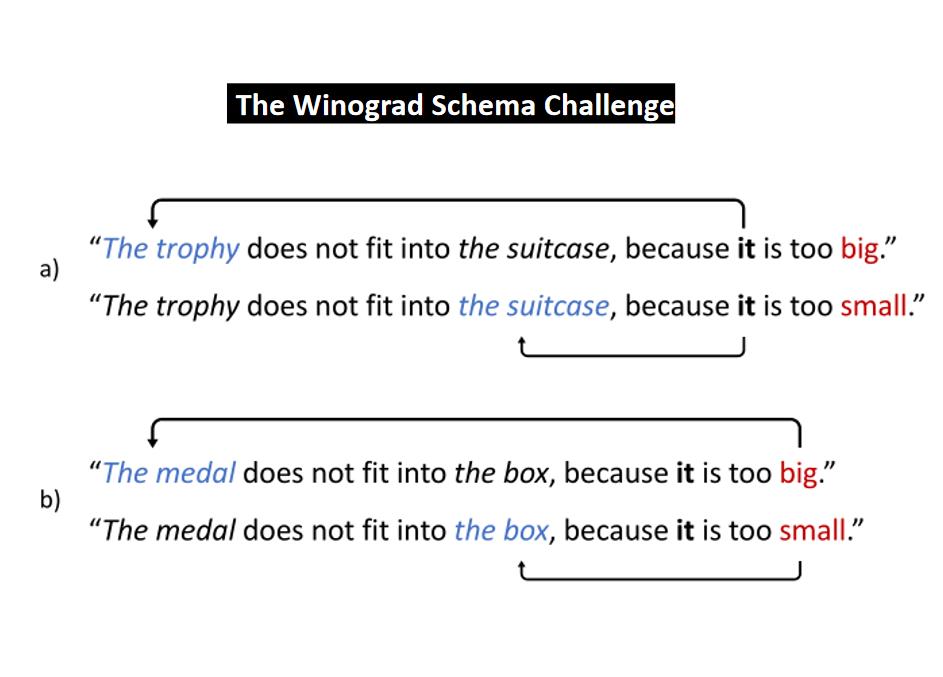 The Winograd Schema Challenge
“The trophy does not fit into the suitcase, because it is too big.”
a)
“The trophy does not fit into the suitcase, because it is too small.”
“The medal does not fit into the box, because it is too big.”
b)
“The medal does not fit into the box, because it is too small.”